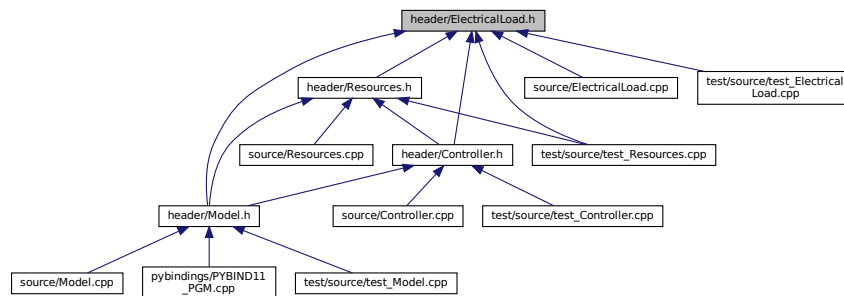 header/ElectricalLoad.h
header/Resources.h
source/ElectricalLoad.cpp
test/source/test_Electrical
Load.cpp
source/Resources.cpp
header/Controller.h
test/source/test_Resources.cpp
header/Model.h
source/Controller.cpp
test/source/test_Controller.cpp
source/Model.cpp
pybindings/PYBIND11
_PGM.cpp
test/source/test_Model.cpp